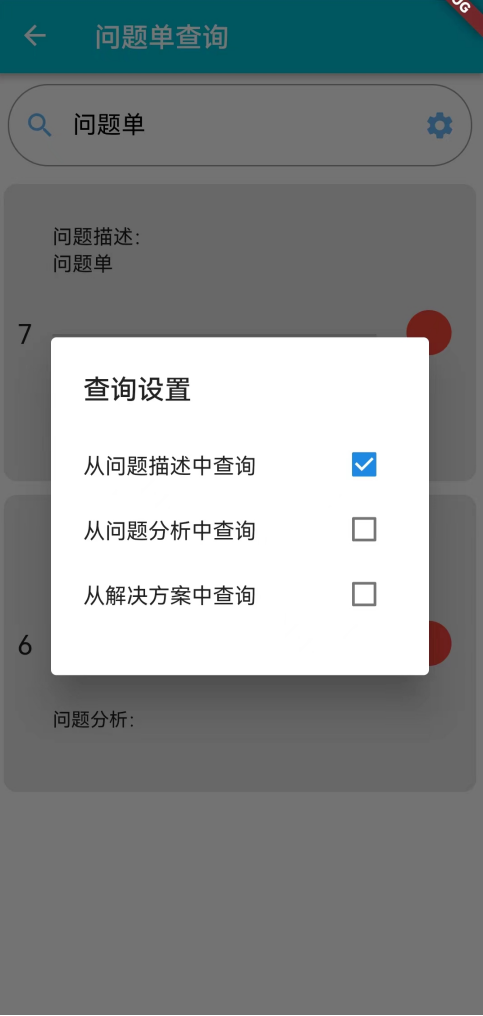 问题单查询
问题单
问题描述：
问题单
7
查询设置
从问题描述中查询
从问题分析中查询
从解决方案中查询
6
问题分析：